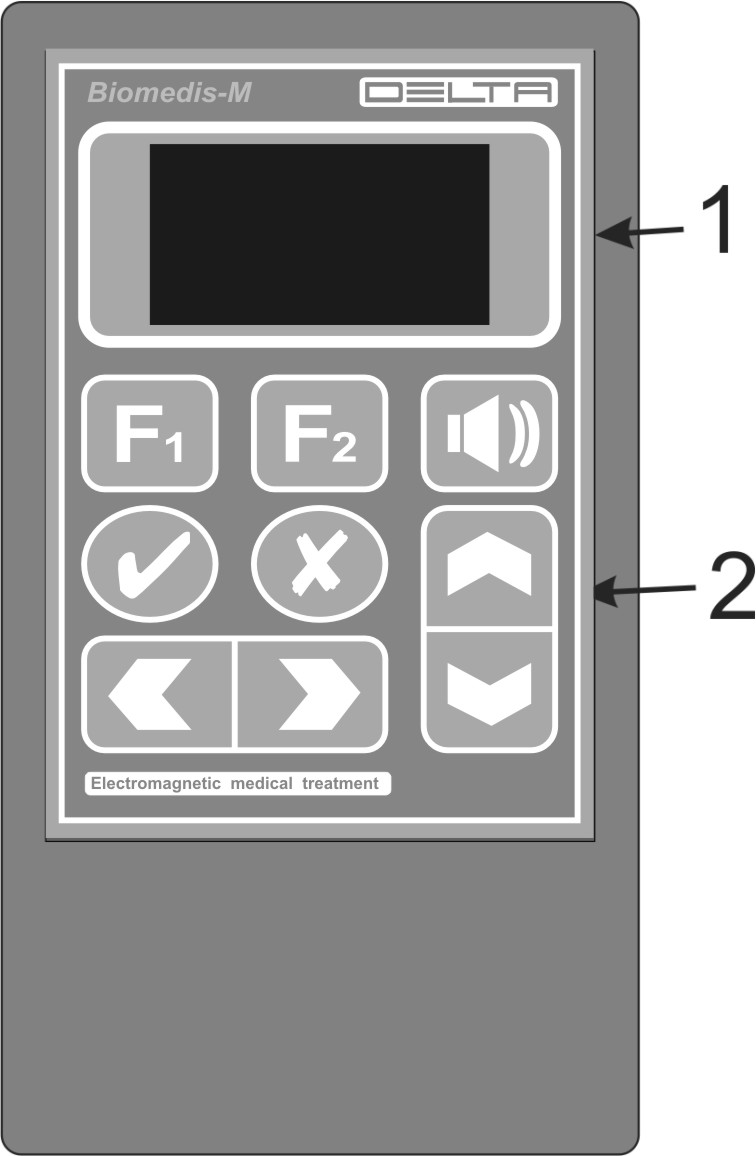 Biomedis-M DELTA
1
F1 F2
2
Electromagnetic medical treatment